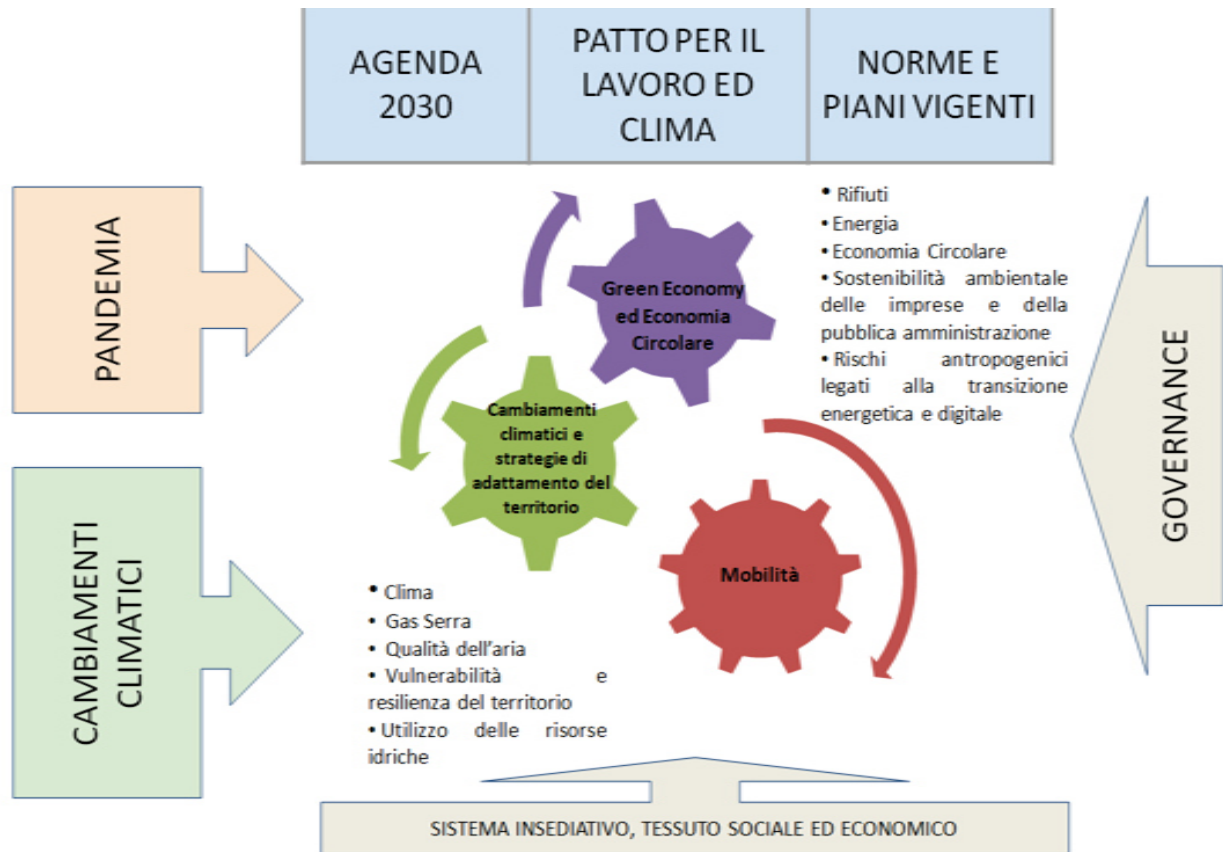 AGENDA
2030
PATTO PER IL
LAVORO ED
CLIMA
NORME E
PIANI VIGENTI
PANDEMIA
CAMBIAMENTI
CLIMATICI
Green Economy
ed Economia
Circolare
Cambiamenti
climatici e
strategie di
adattamento del
territorio
Mobilità
• Rifiuti
• Energia
• Economia Circolare
• Sostenibilità ambientale
delle imprese e della
pubblica amministrazione
• Rischi antropogenici
legati alla transizione
energetica e digitale
• Clima
• Gas Serra
• Qualità dell'aria
• Vulnerabilità e
resilienza del territorio
• Utilizzo delle risorse
idriche
GOVERNANCE
SISTEMA INSEDIATIVO, TESSUTO SOCIALE ED ECONOMICO